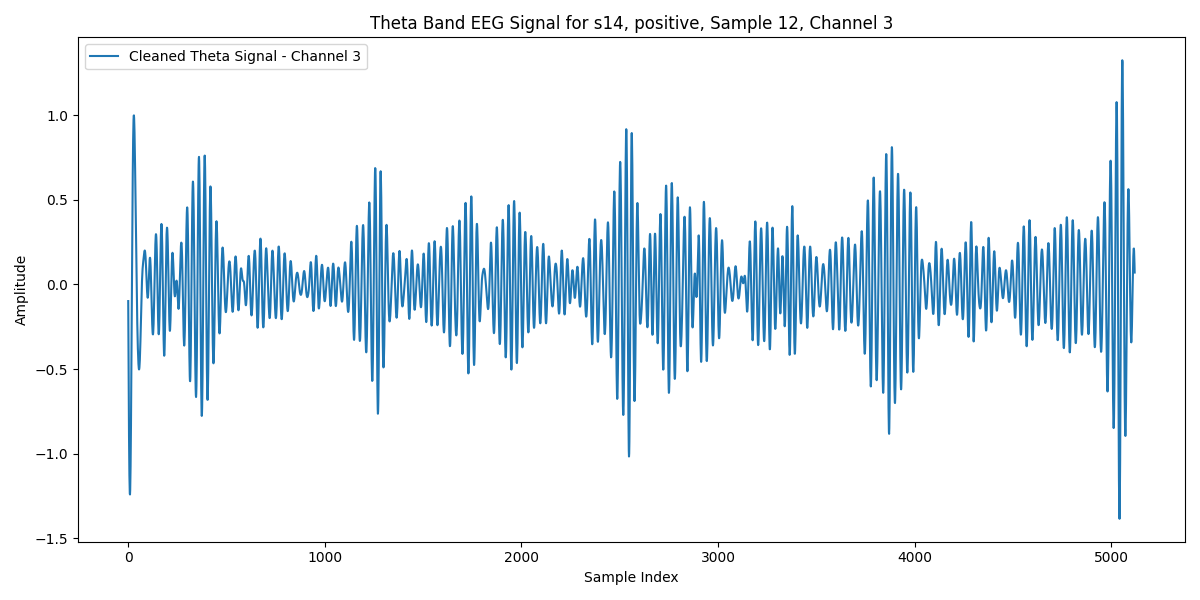 Theta Band EEG Signal for s14, positive, Sample 12, Channel 3
Cleaned Theta Signal - Channel 3
1.0
0.5
0.0
−0.5
−1.0
−1.5
Amplitude
0 1000 2000 3000 4000 5000
Sample Index